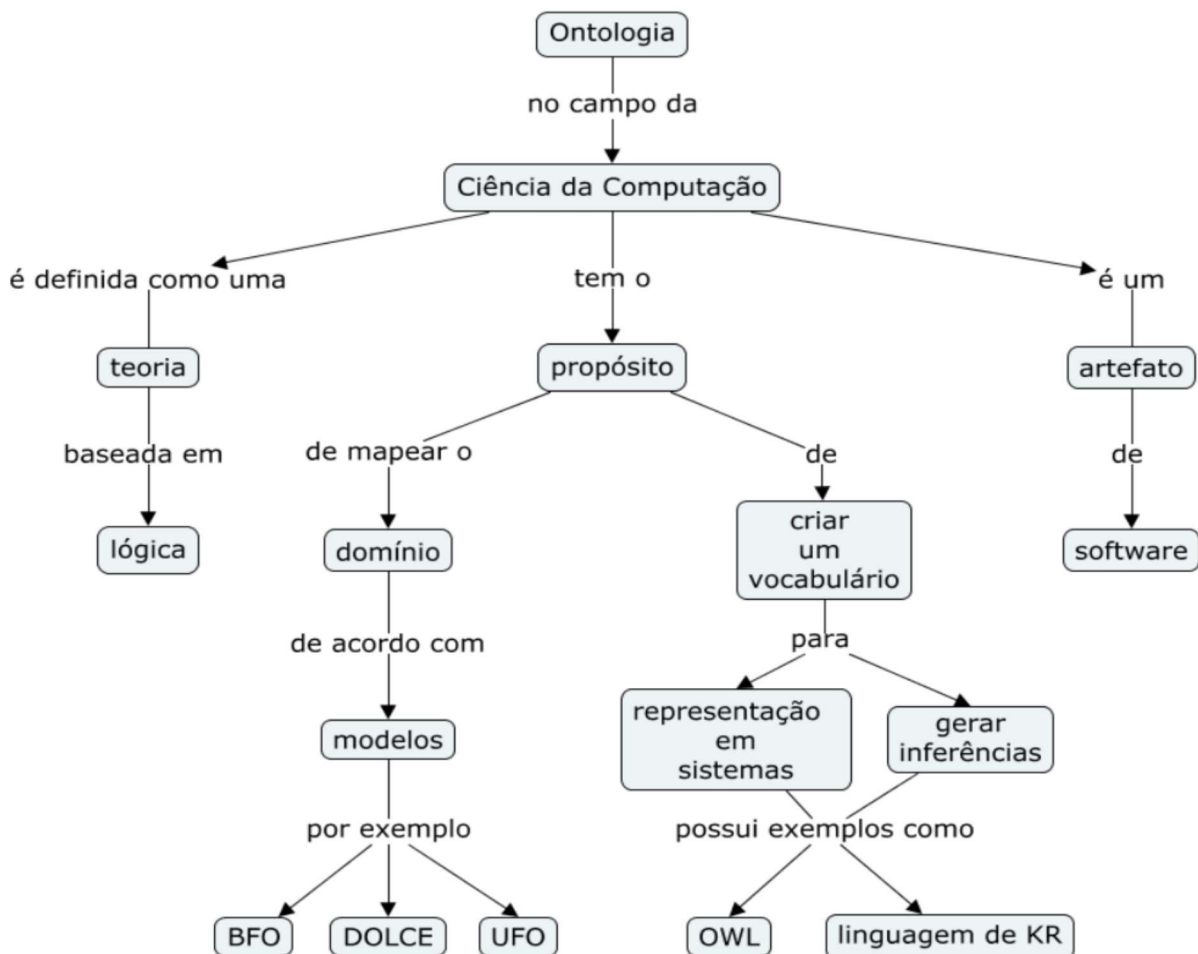 Ontologia
no campo da
Ciência da Computação
é definida como uma
tem o
é um
teoria
propósito
artefato
baseada em
de mapear o
de
de
lógica
domínio
criar
um
vocabulário
software
de acordo com
para
modelos
representação
em
sistemas
gerar
inferências
por exemplo
possui exemplos como
BFO
DOLCE
UFO
OWL
linguagem de KR